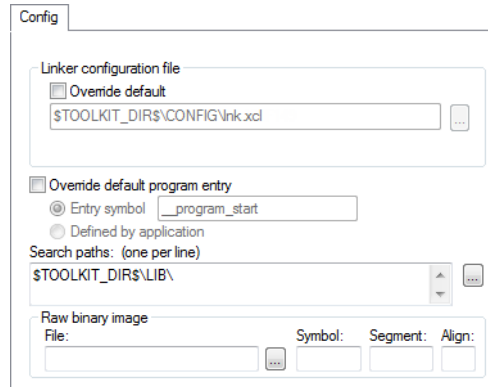 Config
Linker configuration file
Override default
$TOOLKIT_DIR$\CONFIG\lnk.xcl
...
Override default program entry
Entry symbol __program_start
Defined by application
Search paths: (one per line)
$TOOLKIT_DIR$\LIB\
...
Raw binary image
File: Symbol: Segment: Align:
...